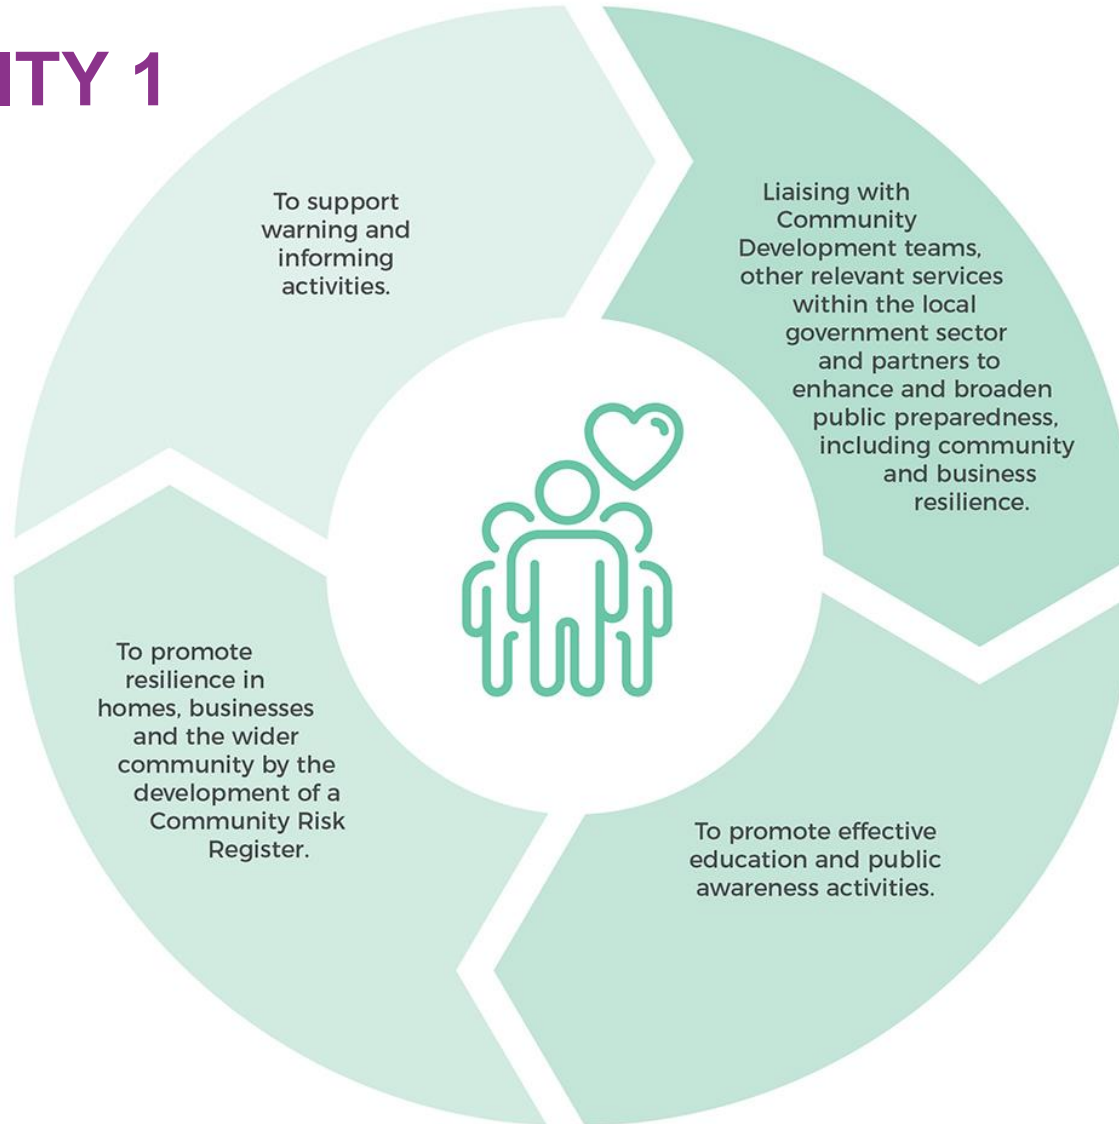 ITY 1
To support
warning and
informing
activities.
Liaising with
Community
Development teams,
other relevant services
within the local
government sector
and partners to
enhance and broaden
public preparedness,
including community
and business
resilience.
To promote
resilience in
homes, businesses
and the wider
community by the
development of a
Community Risk
Register.
To promote effective
education and public
awareness activities.